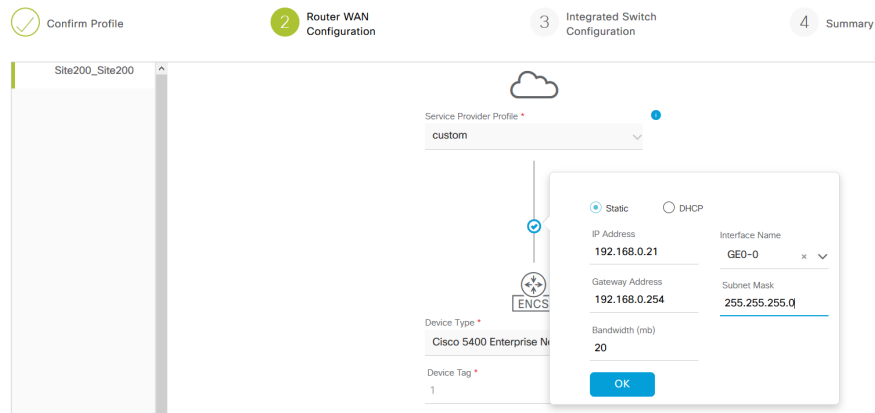 Confirm Profile
2
Router WAN
Configuration
3
Integrated Switch
Configuration
4
Summary
Site200_Site200
Service Provider Profile *
custom
Static
DHCP
IP Address
192.168.0.21
Interface Name
GE0-0
Gateway Address
192.168.0.254
Subnet Mask
255.255.255.0
Bandwidth (mb)
20
OK
ENCS
Device Type *
Cisco 5400 Enterprise
Device Tag *
1